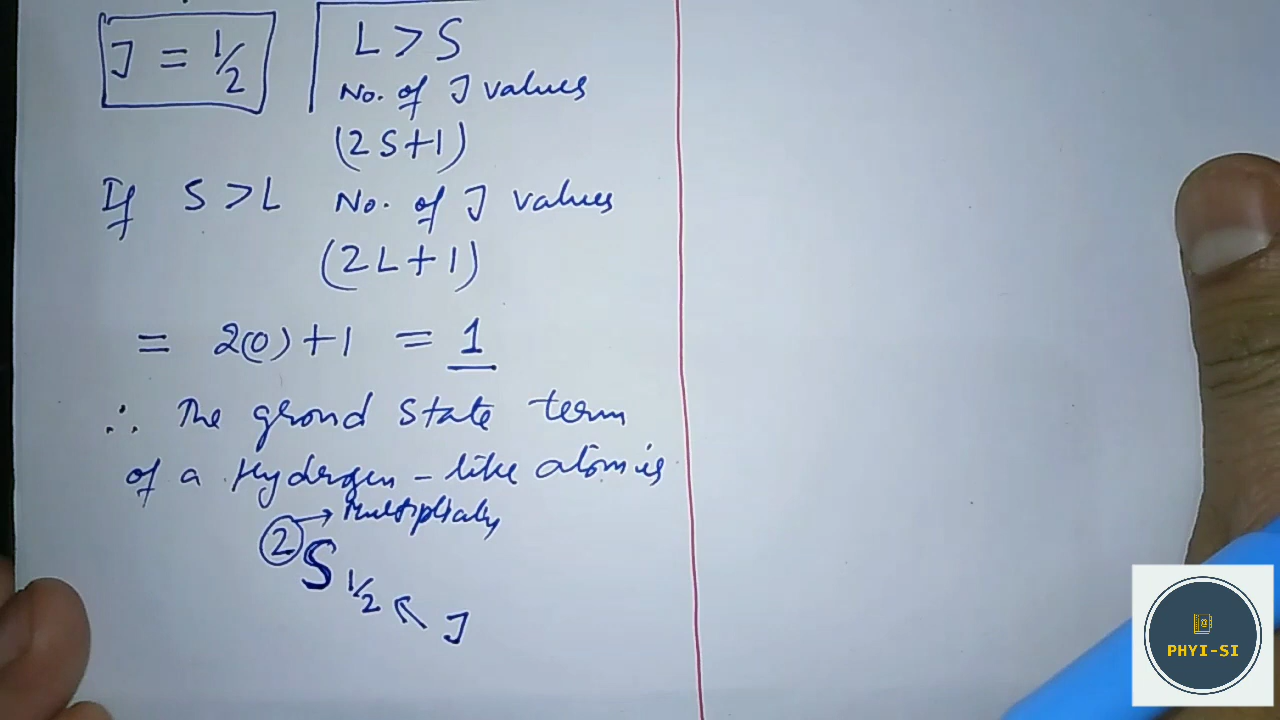 J = 1/2
L > S
No. of J values
(2S+1)
If S > L No. of J values
(2L+1)
= 2(0)+1 = 1
∴ The grond state term
of a Hydrogen-like atom is
2 → Multiplicity
S 1/2 ↖ J
PHYI-SI